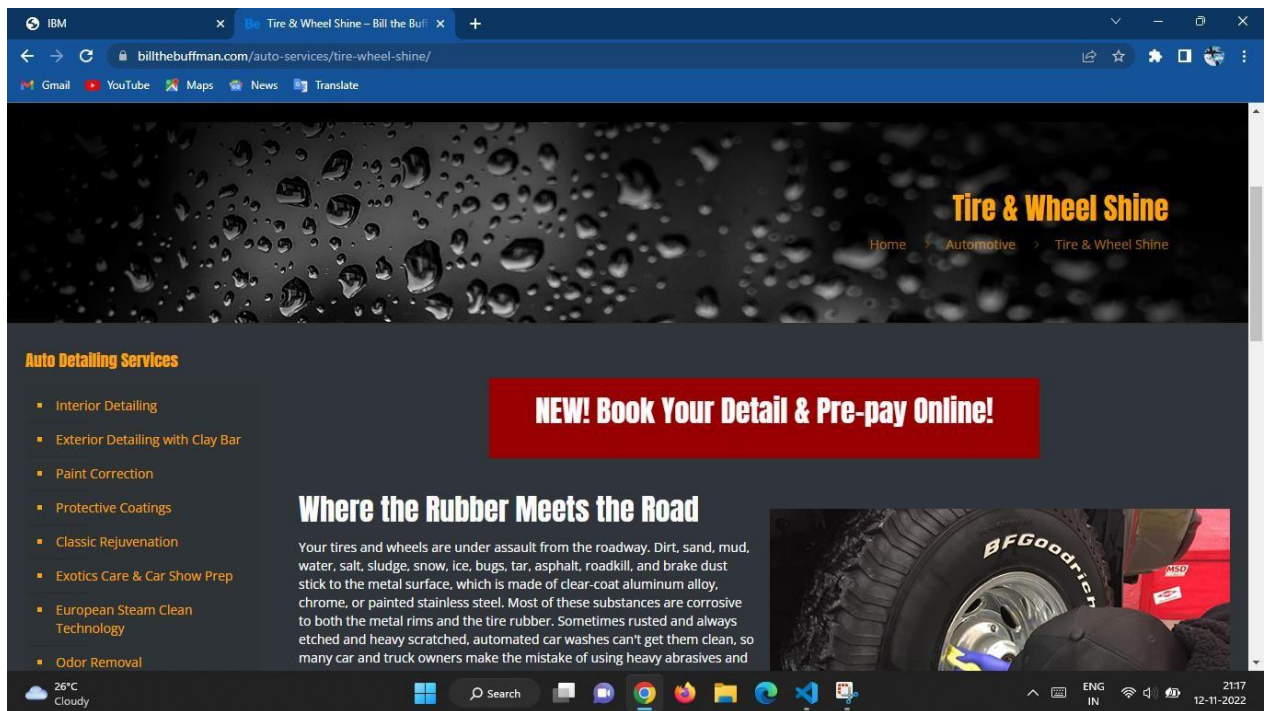 IBM
Be Tire & Wheel Shine – Bill the Buff
billthebuffman.com/auto-services/tire-wheel-shine/
Gmail YouTube Maps News Translate
Tire & Wheel Shine
Home > Automotive > Tire & Wheel Shine
Auto Detailing Services
Interior Detailing
Exterior Detailing with Clay Bar
Paint Correction
Protective Coatings
Classic Rejuvenation
Exotics Care & Car Show Prep
European Steam Clean
Technology
Odor Removal
NEW! Book Your Detail & Pre-pay Online!
Where the Rubber Meets the Road
Your tires and wheels are under assault from the roadway. Dirt, sand, mud,
water, salt, sludge, snow, ice, bugs, tar, asphalt, roadkill, and brake dust
stick to the metal surface, which is made of clear-coat aluminum alloy,
chrome, or painted stainless steel. Most of these substances are corrosive
to both the metal rims and the tire rubber. Sometimes rusted and always
etched and heavy scratched, automated car washes can't get them clean, so
many car and truck owners make the mistake of using heavy abrasives and
BFGoodrich
MSD
26°C
Cloudy
Search
ENG
IN
21:17
12-11-2022